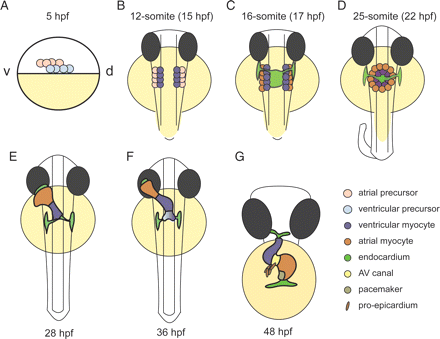 A
5 hpf
v
d
B
12-somite (15 hpf)
C
16-somite (17 hpf)
D
25-somite (22 hpf)
E
28 hpf
F
36 hpf
G
48 hpf
atrial precursor
ventricular precursor
ventricular myocyte
atrial myocyte
endocardium
AV canal
pacemaker
pro-epicardium